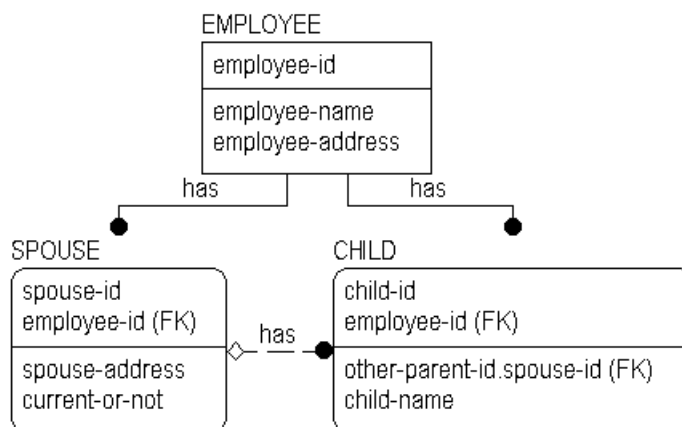 EMPLOYEE
employee-id
employee-name
employee-address
has
has
SPOUSE
spouse-id
employee-id (FK)
spouse-address
current-or-not
has
CHILD
child-id
employee-id (FK)
other-parent-id.spouse-id (FK)
child-name